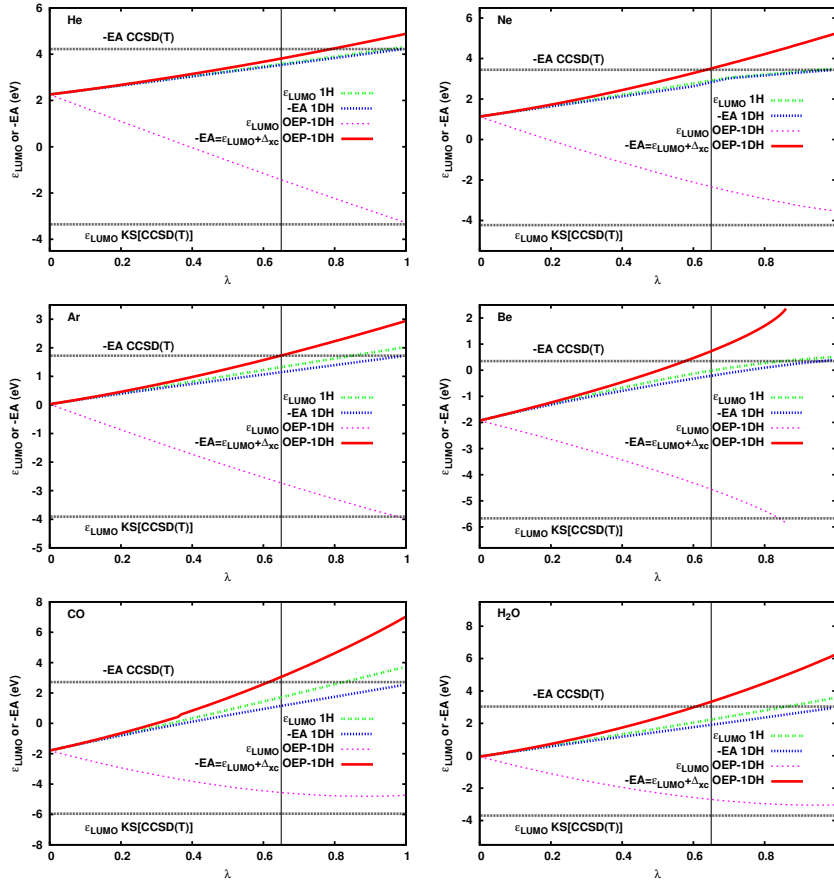 He
-EA CCSD(T)
ε_LUMO 1H
-EA 1DH
ε_LUMO OEP-1DH
-EA=ε_LUMO+Δ_xc OEP-1DH
ε_LUMO KS[CCSD(T)]
ε_LUMO or -EA (eV)
6
4
2
0
-2
-4
0
0.2
0.4
0.6
0.8
1
λ
Ne
-EA CCSD(T)
ε_LUMO 1H
-EA 1DH
ε_LUMO OEP-1DH
-EA=ε_LUMO+Δ_xc OEP-1DH
ε_LUMO KS[CCSD(T)]
ε_LUMO or -EA (eV)
6
4
2
0
-2
-4
0
0.2
0.4
0.6
0.8
λ
Ar
-EA CCSD(T)
ε_LUMO 1H
-EA 1DH
ε_LUMO OEP-1DH
-EA=ε_LUMO+Δ_xc OEP-1DH
ε_LUMO KS[CCSD(T)]
ε_LUMO or -EA (eV)
3
2
1
0
-1
-2
-3
-4
-5
0
0.2
0.4
0.6
0.8
1
λ
Be
-EA CCSD(T)
ε_LUMO 1H
-EA 1DH
ε_LUMO OEP-1DH
-EA=ε_LUMO+Δ_xc OEP-1DH
ε_LUMO KS[CCSD(T)]
ε_LUMO or -EA (eV)
2
1
0
-1
-2
-3
-4
-5
-6
0
0.2
0.4
0.6
0.8
λ
CO
-EA CCSD(T)
ε_LUMO 1H
-EA 1DH
ε_LUMO OEP-1DH
-EA=ε_LUMO+Δ_xc OEP-1DH
ε_LUMO KS[CCSD(T)]
ε_LUMO or -EA (eV)
8
6
4
2
0
-2
-4
-6
-8
0
0.2
0.4
0.6
0.8
1
λ
H₂O
-EA CCSD(T)
ε_LUMO 1H
-EA 1DH
ε_LUMO OEP-1DH
-EA=ε_LUMO+Δ_xc OEP-1DH
ε_LUMO KS[CCSD(T)]
ε_LUMO or -EA (eV)
8
6
4
2
0
-2
-4
0
0.2
0.4
0.6
0.8
λ